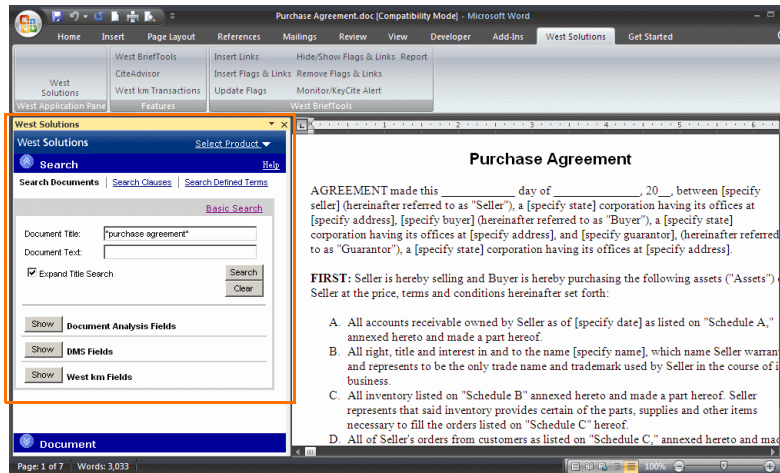 Purchase Agreement.doc [Compatibility Mode] - Microsoft Word
Home Insert Page Layout References Mailings Review View Developer Add-Ins West Solutions Get Started
West BriefTools Insert Links Hide/Show Flags & Links Report
CiteAdvisor Insert Flags & Links Remove Flags & Links
West Solutions West km Transactions Update Flags Monitor/KeyCite Alert
West Application Pane Features West BriefTools
West Solutions
West Solutions Select Product
Search Help
Search Documents Search Clauses Search Defined Terms
Basic Search
Document Title: "purchase agreement"
Document Text:
Expand Title Search Search
Clear
Show Document Analysis Fields
Show DMS Fields
Show West km Fields
Document
1 2 3 4 5 6
Purchase Agreement
AGREEMENT made this ____________ day of ______________, 20__, between [specify
seller] (hereinafter referred to as "Seller"), a [specify state] corporation having its offices at
[specify address], [specify buyer] (hereinafter referred to as "Buyer"), a [specify state]
corporation having its offices at [specify address], and [specify guarantor], (hereinafter referred
to as "Guarantor"), a [specify state] corporation having its offices at [specify address].
FIRST: Seller is hereby selling and Buyer is hereby purchasing the following assets ("Assets")
Seller at the price, terms and conditions hereinafter set forth:
A. All accounts receivable owned by Seller as of [specify date] as listed on "Schedule A,"
annexed hereto and made a part hereof.
B. All right, title and interest in and to the name [specify name], which name Seller warran
and represents to be the only trade name and trademark used by Seller in the course of i
business.
C. All inventory listed on "Schedule B" annexed hereto and made a part hereof. Seller
represents that said inventory provides certain of the parts, supplies and other items
necessary to fill the orders listed on "Schedule C" hereof.
D. All of Seller's orders from customers as listed on "Schedule C," annexed hereto and mad
Page: 1 of 7 Words: 3,033 100%